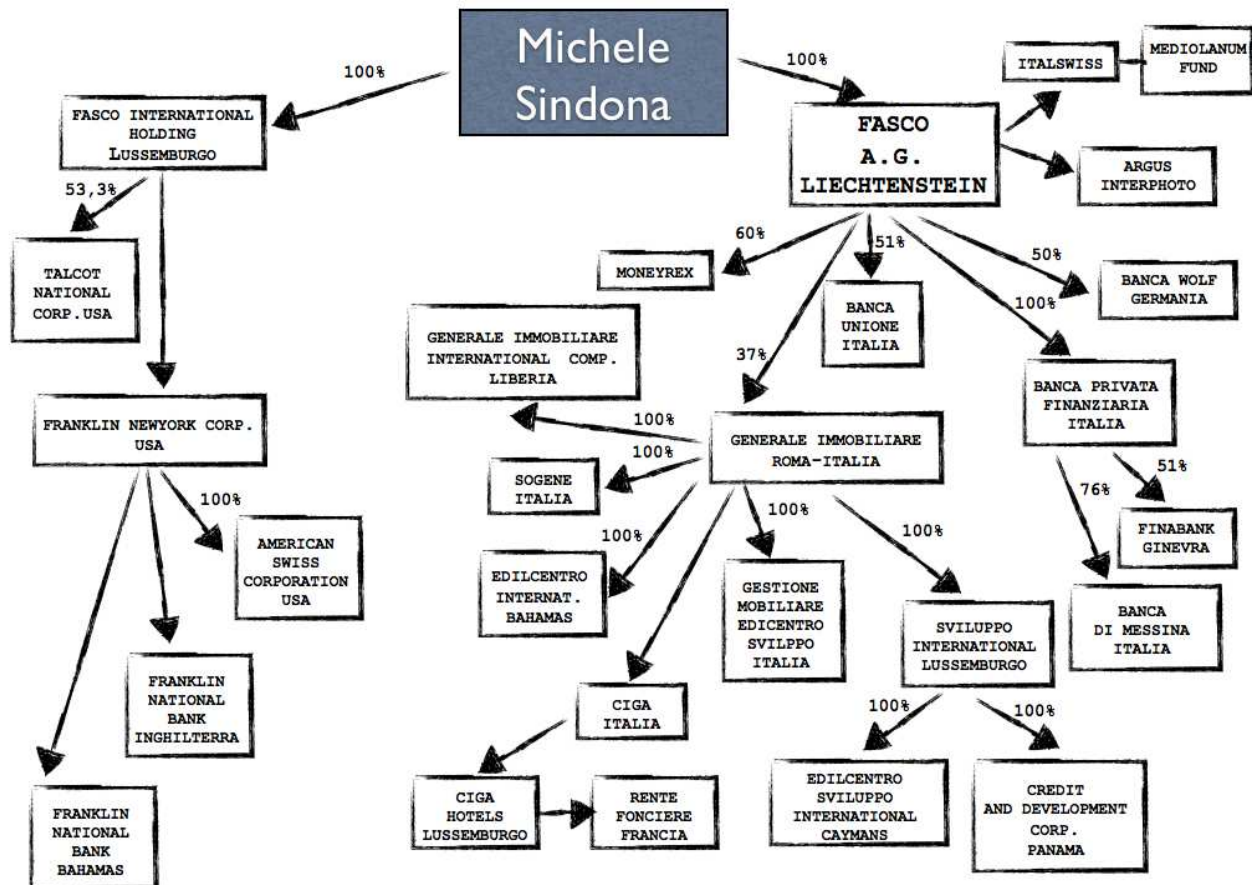 Michele
Sindona
100%
100%
FASCO INTERNATIONAL
HOLDING
LUSSEMBURGO
FASCO
A.G.
LIECHTENSTEIN
ITALSWISS
MEDIOLANUM
FUND
ARGUS
INTERPHOTO
53,3%
TALCOT
NATIONAL
CORP.USA
60%
MONEYREX
51%
BANCA
UNIONE
ITALIA
50%
BANCA WOLF
GERMANIA
100%
BANCA PRIVATA
FINANZIARIA
ITALIA
37%
GENERALE IMMOBILIARE
INTERNATIONAL COMP.
LIBERIA
FRANKLIN NEWYORK CORP.
USA
100%
GENERALE IMMOBILIARE
ROMA-ITALIA
100%
SOGENE
ITALIA
51%
76%
FINABANK
GINEVRA
100%
AMERICAN
SWISS
CORPORATION
USA
100%
EDILCENTRO
INTERNAT.
BAHAMAS
100%
GESTIONE
MOBILIARE
EDICENTRO
SVILPPO
ITALIA
100%
SVILUPPO
INTERNATIONAL
LUSSEMBURGO
BANCA
DI MESSINA
ITALIA
FRANKLIN
NATIONAL
BANK
INGHILTERRA
CIGA
ITALIA
100%
100%
FRANKLIN
NATIONAL
BANK
BAHAMAS
CIGA
HOTELS
LUSSEMBURGO
RENTE
FONCIERE
FRANCIA
EDILCENTRO
SVILUPPO
INTERNATIONAL
CAYMANS
CREDIT
AND DEVELOPMENT
CORP.
PANAMA